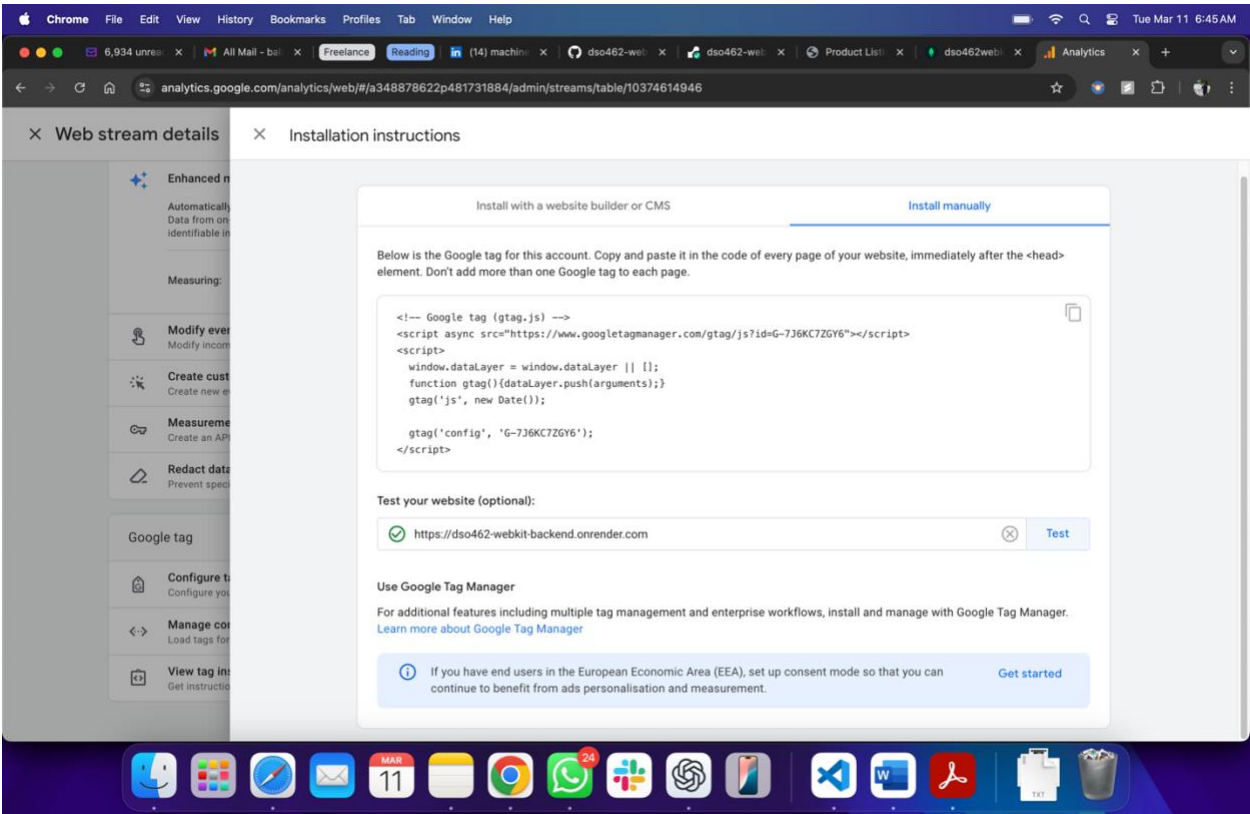 Chrome File Edit View History Bookmarks Profiles Tab Window Help Tue Mar 11 6:45AM
6,934 unrea All Mail - bal Freelance Reading (14) machin dso462-web dso462-web Product Listi dso462webk Analytics
analytics.google.com/analytics/web/#/a348878622p481731884/admin/streams/table/10374614946
Web stream details
Installation instructions
Enhanced m
Automatically
Data from on
identifiable in
Measuring:
Modify even
Modify incom
Create cust
Create new e
Measureme
Create an API
Redact data
Prevent speci
Google tag
Configure ta
Configure you
Manage con
Load tags for
View tag ins
Get instructio
Install with a website builder or CMS
Install manually
Below is the Google tag for this account. Copy and paste it in the code of every page of your website, immediately after the <head>
element. Don't add more than one Google tag to each page.
<!-- Google tag (gtag.js) -->
<script async src="https://www.googletagmanager.com/gtag/js?id=G-7J6KC7ZGY6"></script>
<script>
window.dataLayer = window.dataLayer || [];
function gtag(){dataLayer.push(arguments);}
gtag('js', new Date());
gtag('config', 'G-7J6KC7ZGY6');
</script>
Test your website (optional):
https://dso462-webkit-backend.onrender.com
Test
Use Google Tag Manager
For additional features including multiple tag management and enterprise workflows, install and manage with Google Tag Manager.
Learn more about Google Tag Manager
If you have end users in the European Economic Area (EEA), set up consent mode so that you can
continue to benefit from ads personalisation and measurement.
Get started
MAR
11
24
W
TXT